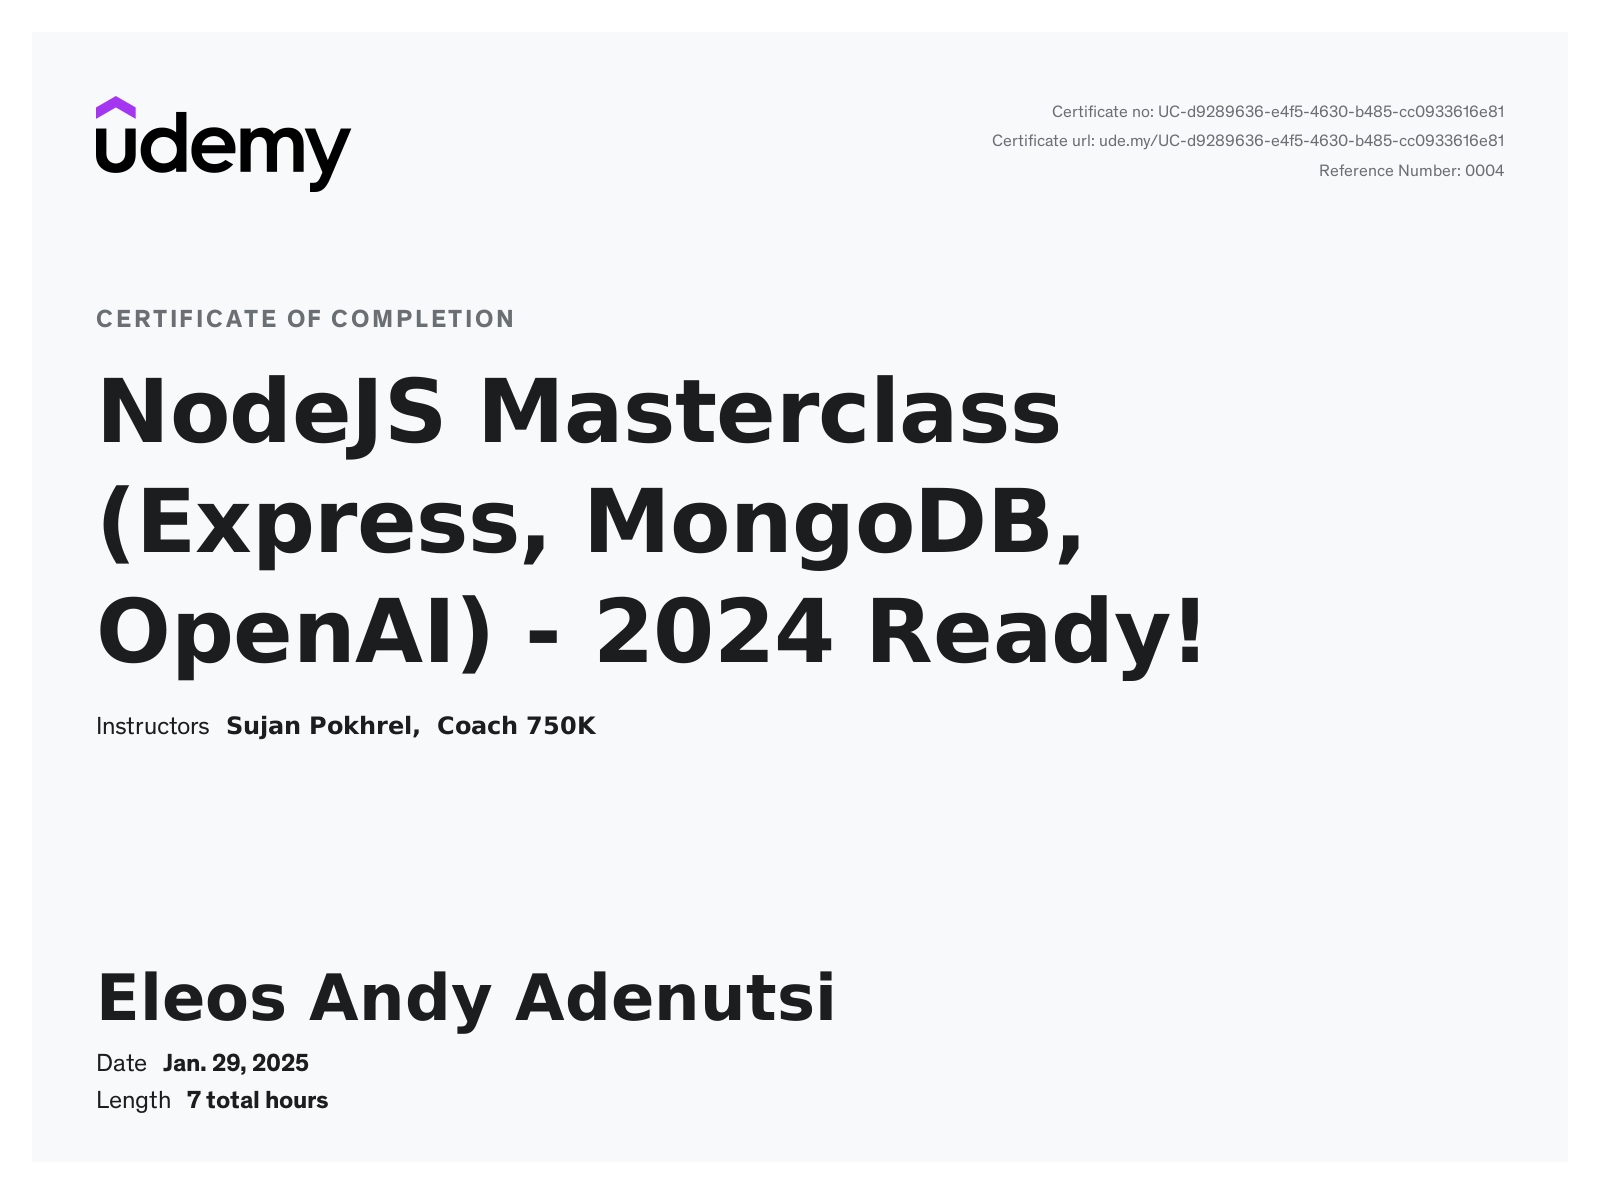 udemy
Certificate no: UC-d9289636-e4f5-4630-b485-cc0933616e81
Certificate url: ude.my/UC-d9289636-e4f5-4630-b485-cc0933616e81
Reference Number: 0004
CERTIFICATE OF COMPLETION
NodeJS Masterclass
(Express, MongoDB,
OpenAI) - 2024 Ready!
Instructors Sujan Pokhrel, Coach 750K
Eleos Andy Adenutsi
Date Jan. 29, 2025
Length 7 total hours